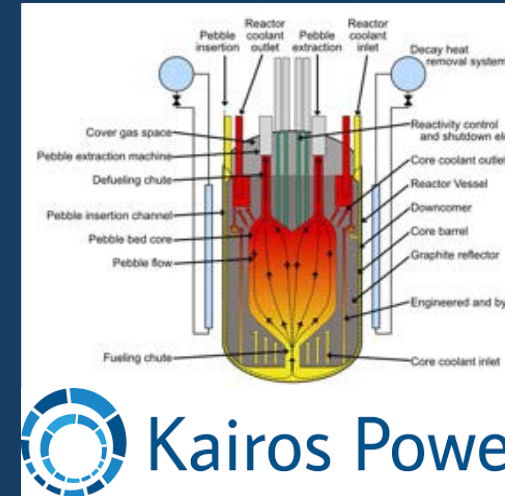 Pebble insertion
Reactor coolant outlet
Pebble extraction
Reactor coolant inlet
Decay heat removal system
Cover gas space
Pebble extraction machine
Defueling chute
Pebble insertion channel
Pebble bed core
Pebble flow
Fueling chute
Reactivity control and shutdown
Core coolant outlet
Reactor Vessel
Downcomer
Core barrel
Graphite reflector
Engineered and
Core coolant inlet
Kairos Powe